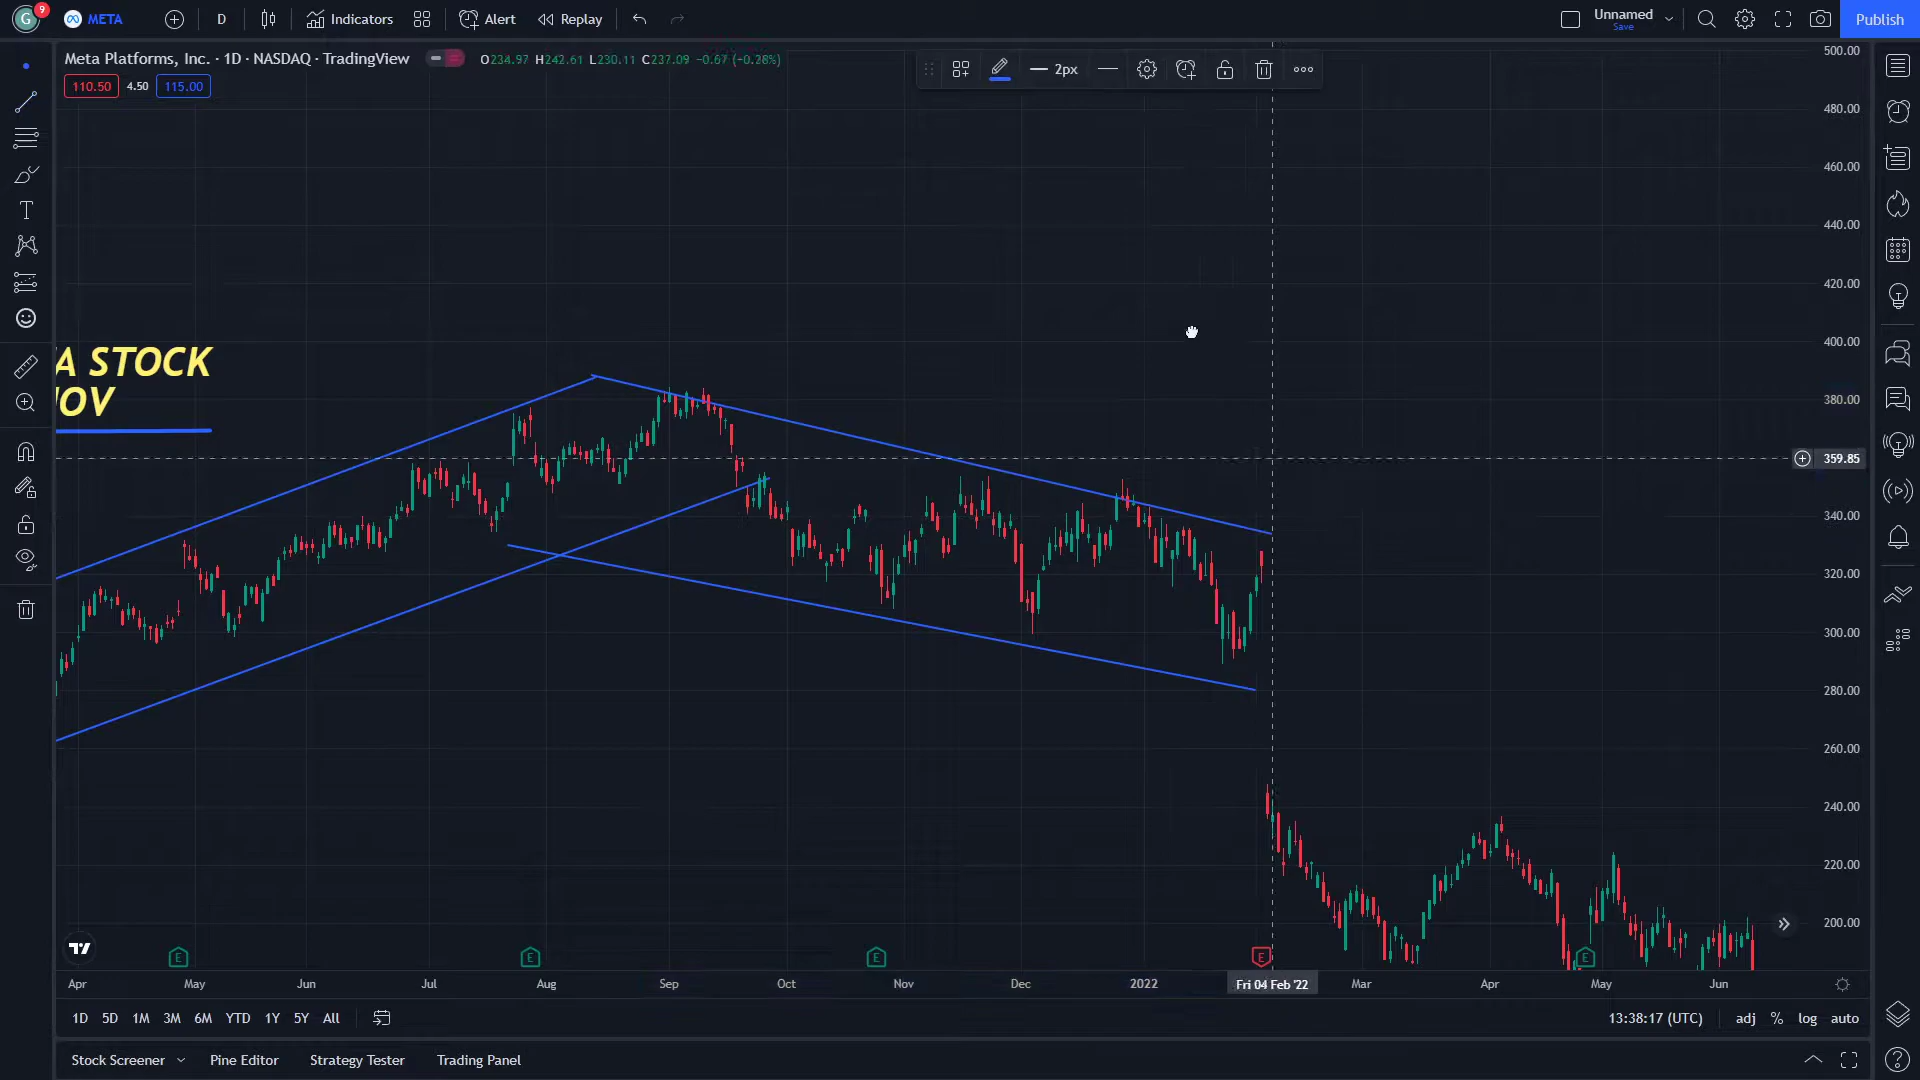 G
9
META
D
Indicators
Alert
Replay
Unnamed
Save
Publish
Meta Platforms, Inc. · 1D · NASDAQ · TradingView
O234.97 H242.61 L230.11 C237.09 −0.67 (−0.28%)
110.50
4.50
115.00
2px
500.00
480.00
460.00
440.00
420.00
400.00
380.00
359.85
340.00
320.00
300.00
280.00
260.00
240.00
220.00
200.00
A STOCK
NOV
E
E
E
E
E
Apr
May
Jun
Jul
Aug
Sep
Oct
Nov
Dec
2022
Fri 04 Feb '22
Mar
Apr
May
Jun
1D
5D
1M
3M
6M
YTD
1Y
5Y
All
13:38:17 (UTC)
adj
%
log
auto
Stock Screener
Pine Editor
Strategy Tester
Trading Panel